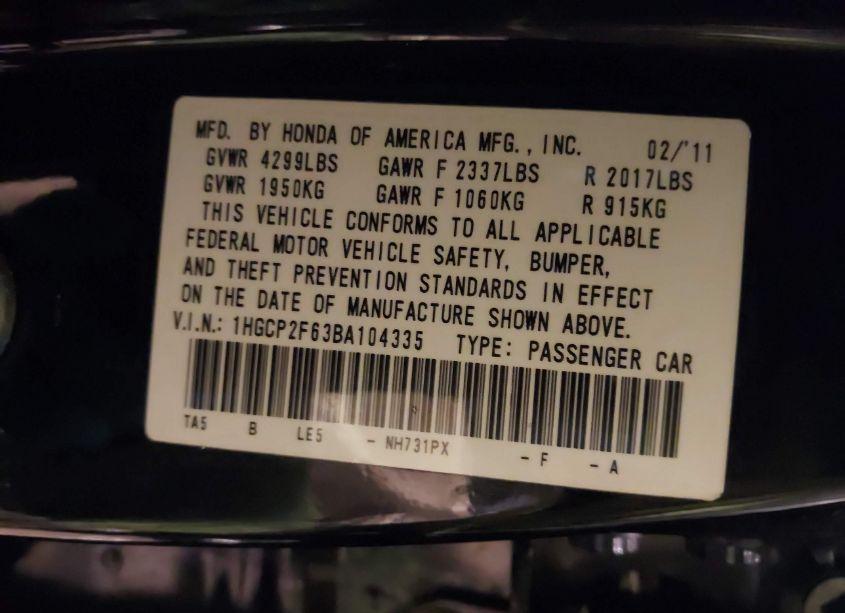 MFD. BY HONDA OF AMERICA MFG., INC. 02/'11
GVWR 4299LBS GAWR F 2337LBS R 2017LBS
GVWR 1950KG GAWR F 1060KG R 915KG
THIS VEHICLE CONFORMS TO ALL APPLICABLE
FEDERAL MOTOR VEHICLE SAFETY, BUMPER,
AND THEFT PREVENTION STANDARDS IN EFFECT
ON THE DATE OF MANUFACTURE SHOWN ABOVE.
V.I.N.: 1HGCP2F63BA104335 TYPE: PASSENGER CAR
TA5 B LE5 - NH731PX - F - A